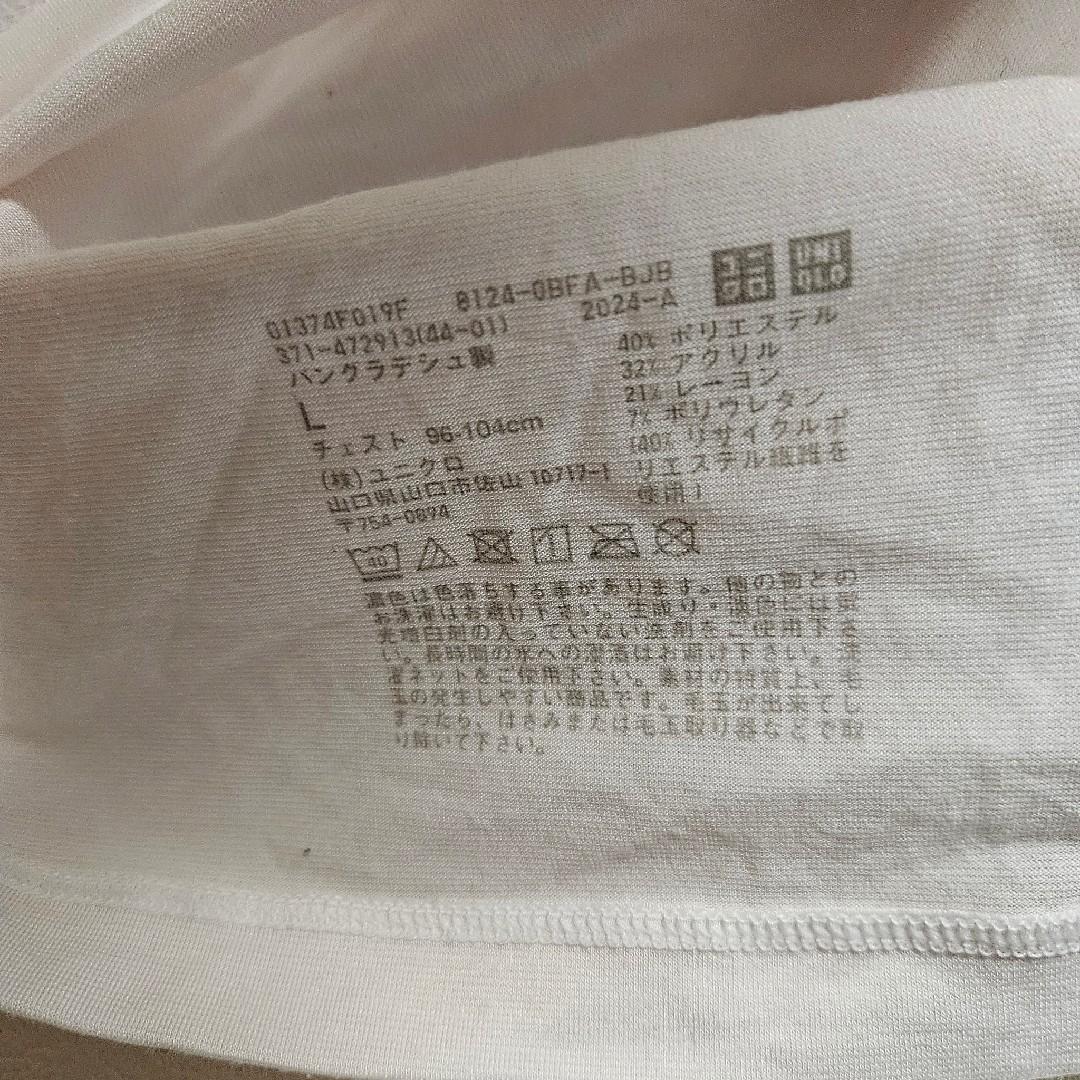 01374F019F 8124-0BFA-BJB
371-472913(44-01) 2024-A
バングラデシュ製
L
チェスト 96-104cm
(株)ユニクロ
山口県山口市佐山 10717-1
〒754-0894
ユニクロ
UNIQLO
40% ポリエステル
32% アクリル
21% レーヨン
7% ポリウレタン
(40% リサイクルポ
リエステル繊維を
使用)
40
1
濃色は色落ちする事があります。他の物との
お洗濯はお避け下さい。生成り・淡色には蛍
光増白剤の入っていない洗剤をご使用下さ
い。長時間の水への浸漬はお避け下さい。洗
濯ネットをご使用下さい。素材の特質上、毛
玉の発生しやすい商品です。毛玉が出来てし
まったら、はさみまたは毛玉取り器などで取
り除いて下さい。